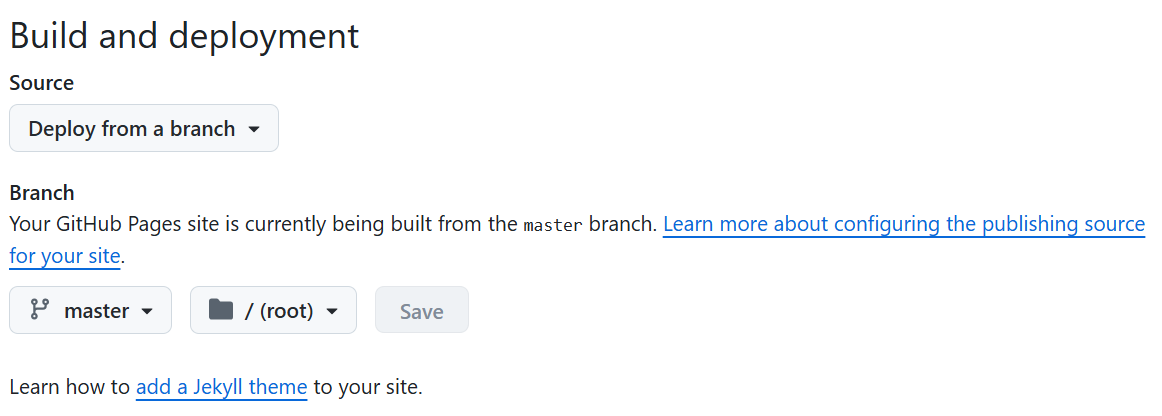 Build and deployment
Source
Deploy from a branch
Branch
Your GitHub Pages site is currently being built from the master branch. Learn more about configuring the publishing source
for your site.
master / (root) Save
Learn how to add a Jekyll theme to your site.